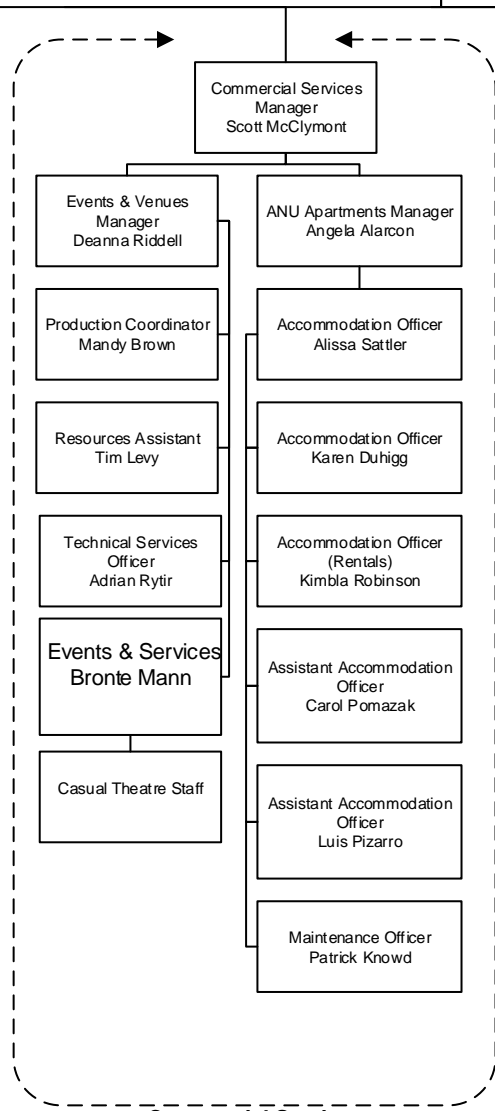 Commercial Services
Manager
Scott McClymont
Events & Venues
Manager
Deanna Riddell
Production Coordinator
Mandy Brown
Resources Assistant
Tim Levy
Technical Services
Officer
Adrian Rytir
Events & Services
Bronte Mann
Casual Theatre Staff
ANU Apartments Manager
Angela Alarcon
Accommodation Officer
Alissa Sattler
Accommodation Officer
Karen Duhigg
Accommodation Officer
(Rentals)
Kimbla Robinson
Assistant Accommodation
Officer
Carol Pomazak
Assistant Accommodation
Officer
Luis Pizarro
Maintenance Officer
Patrick Knowd